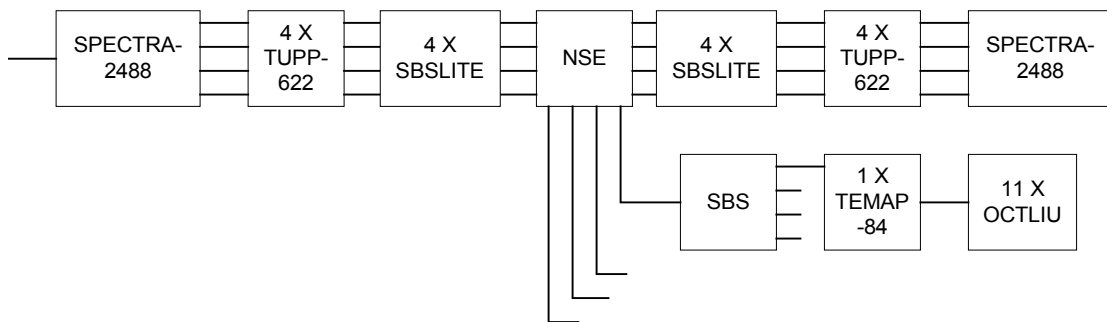 SPECTRA-
2488
4 X
TUPP-
622
4 X
SBSLITE
NSE
4 X
SBSLITE
4 X
TUPP-
622
SPECTRA-
2488
SBS
1 X
TEMAP
-84
11 X
OCTLIU